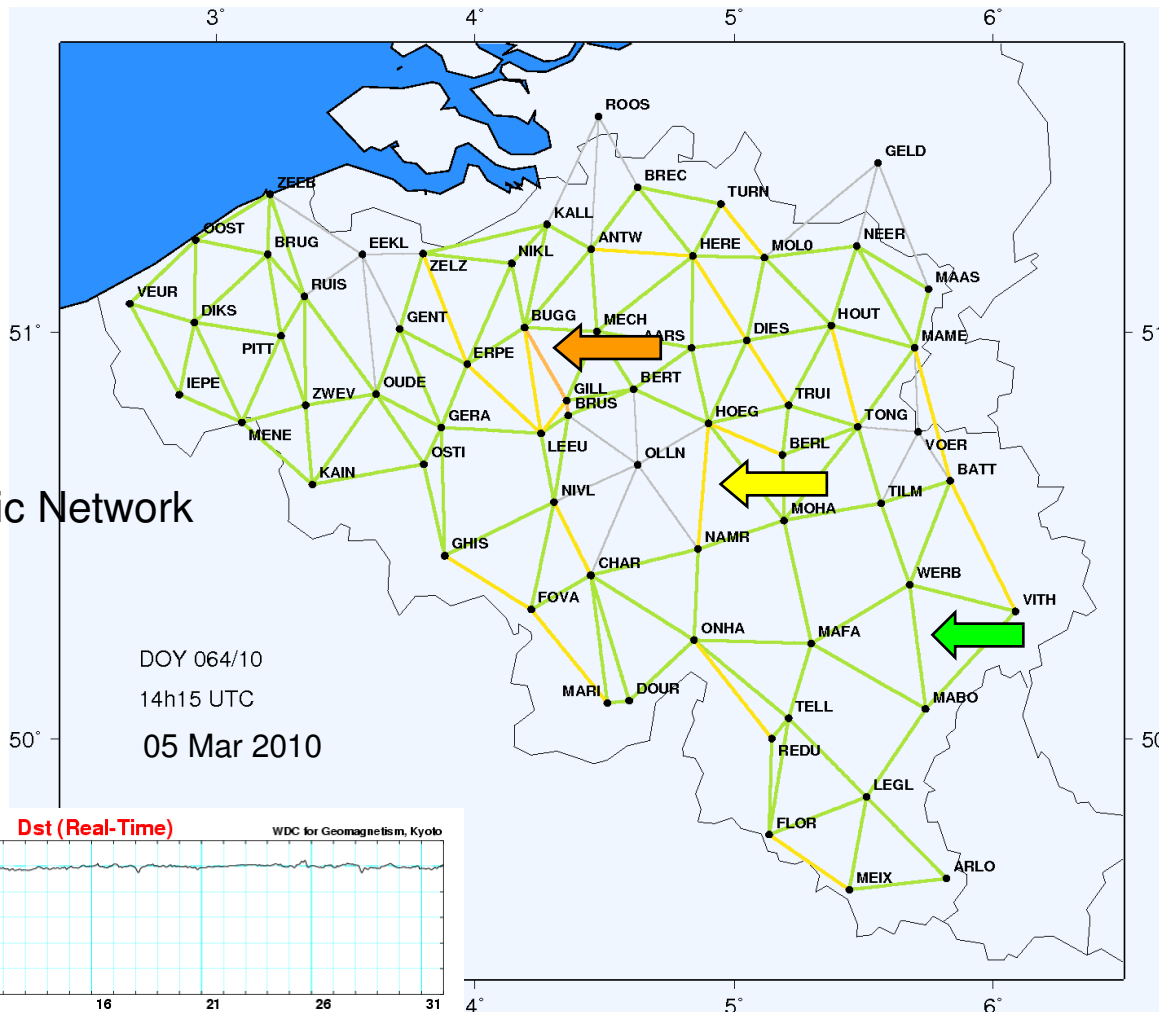 3° 4° 5° 6°
ROOS
GELD
BREC
ZEEB
TURN
KALL
OOST
BRUG
EEKL
ZELZ
NIKL
ANTW
HERE
MOL0
NEER
VEUR
DIKS
RUIS
MAAS
GENT
BUGG
MECH
AARS
DIES
HOUT
MAME
51°
PITT
ERPE
IEPE
ZWEV
OUDE
GILL
BERT
BRUS
TRUI
MENE
GERA
LEEU
HOEG
TONG
VOER
KAIN
OSTI
OLLN
BERL
BATT
ic Network
NIVL
MOHA
TILM
GHIS
NAMR
CHAR
WERB
FOVA
VITH
ONHA
MAFA
DOY 064/10
14h15 UTC
05 Mar 2010
MARI
DOUR
TELL
MABO
50°
REDU
50
LEGL
FLOR
MEIX
ARLO
Dst (Real-Time)
WDC for Geomagnetism, Kyoto
16 21 26 31
4° 5° 6°